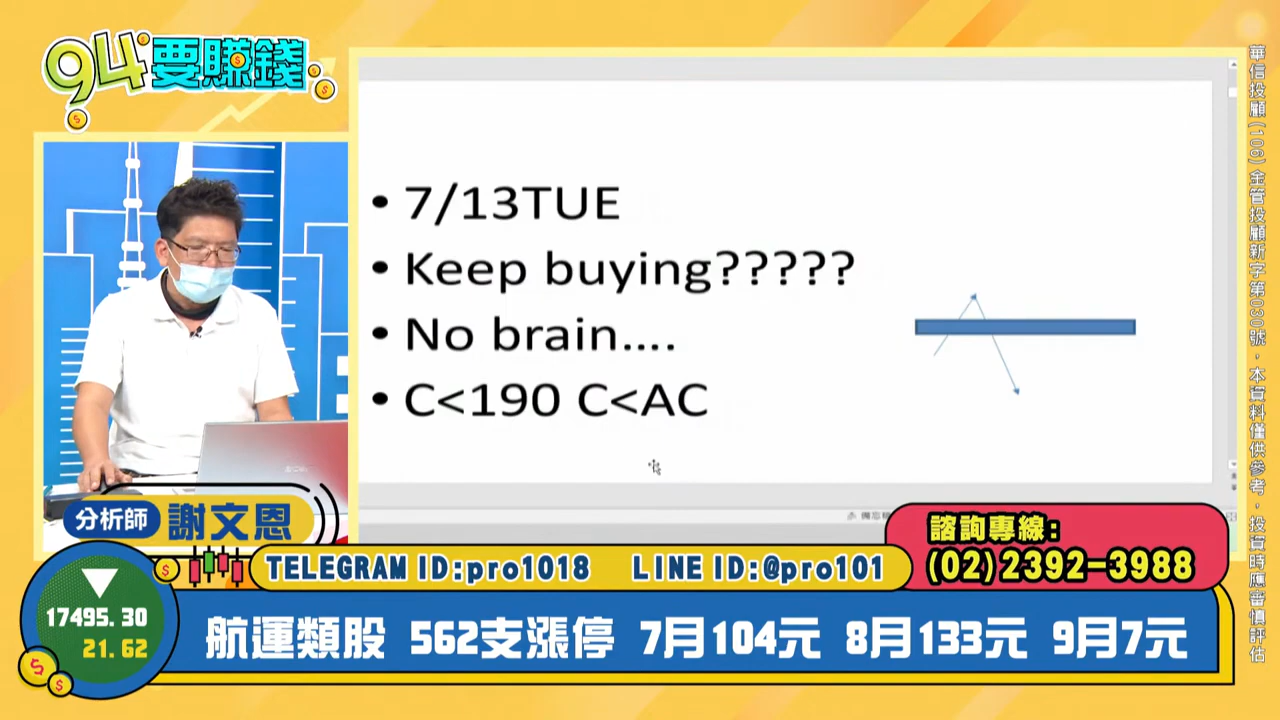 94要賺錢
• 7/13TUE
• Keep buying?????
• No brain....
• C<190 C<AC
華信投顧(106)金管投顧新字第030號，本資料僅供參考，投資時應審慎評估
分析師 謝文恩
諮詢專線:
(02)2392-3988
TELEGRAM ID:pro1018 LINE ID:@pro101
17495.30
21.62
航運類股 562支漲停 7月104元 8月133元 9月7元